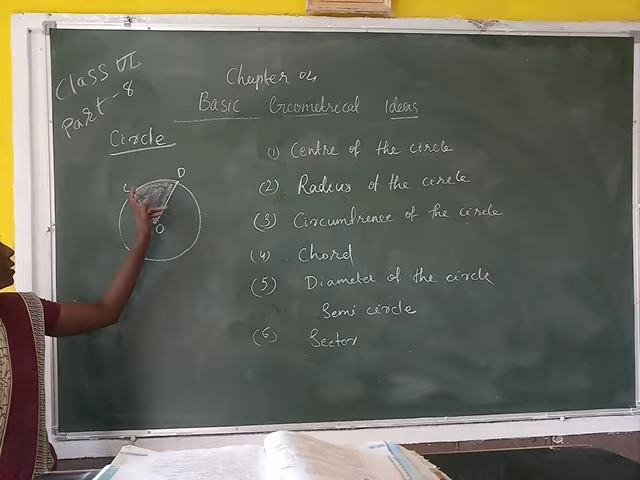 Class VI
Part - 8
Chapter 04
Basic Geometrical Ideas
Circle
(1) Centre of the circle
(2) Radius of the circle
(3) Circumfrence of the circle
(4) Chord
(5) Diameter of the circle
Semi circle
(6) Sector
C
D
O